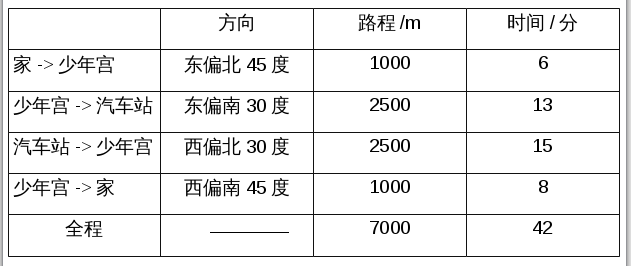 方向 路程 /m 时间 / 分
家 -> 少年宫 东偏北 45 度 1000 6
少年宫 -> 汽车站 东偏南 30 度 2500 13
汽车站 -> 少年宫 西偏北 30 度 2500 15
少年宫 -> 家 西偏南 45 度 1000 8
全程 ———— 7000 42